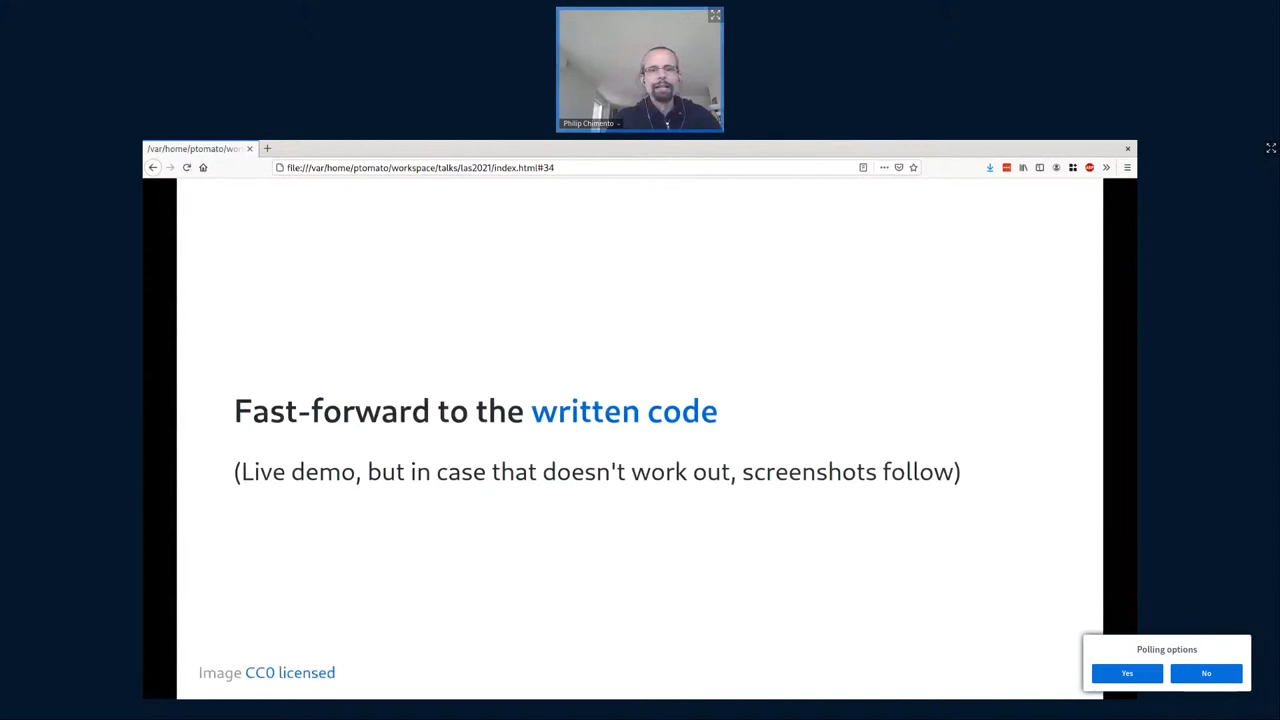 Philip Chimento
/var/home/ptomato/wor
file:///var/home/ptomato/workspace/talks/las2021/index.html#34
Fast-forward to the written code
(Live demo, but in case that doesn't work out, screenshots follow)
Image CC0 licensed
Polling options
Yes
No